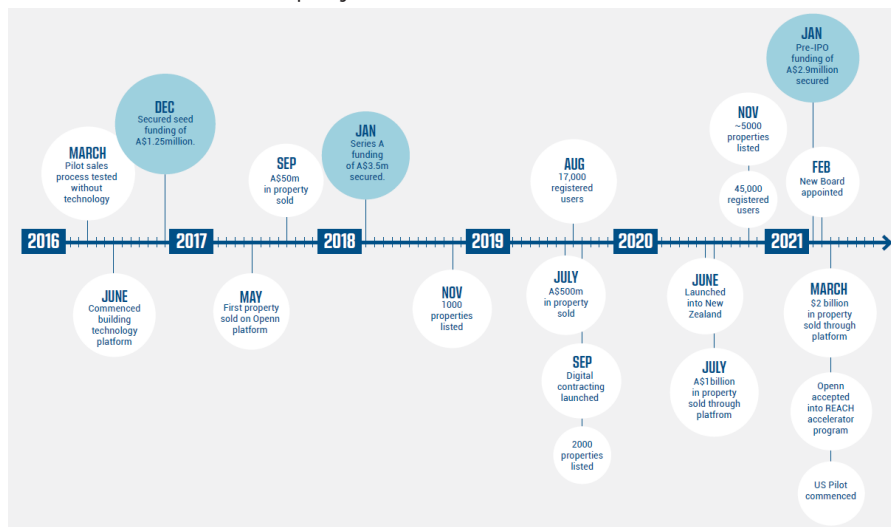 MARCH
Pilot sales
process tested
without
technology
DEC
Secured seed
funding of
A$1.25million.
SEP
A$50m
in property
sold
JAN
Series A
funding
of A$3.5m
secured.
AUG
17,000
registered
users
NOV
~5000
properties
listed
45,000
registered
users
JAN
Pre-IPO
funding of
A$2.9million
secured
FEB
New Board
appointed
2016
2017
2018
2019
2020
2021
JUNE
Commenced
building
technology
platform
MAY
First property
sold on Openn
platform
NOV
1000
properties
listed
JULY
A$500m
in property
sold
SEP
Digital
contracting
launched
2000
properties
listed
JUNE
Launched
into New
Zealand
JULY
A$1billion
in property
sold through
platfrom
MARCH
$2 billion
in property
sold through
platform
Openn
accepted
into REACH
accelerator
program
US Pilot
commenced